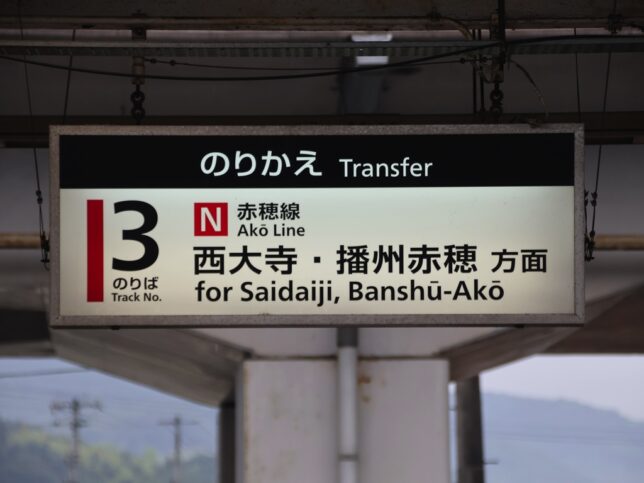 のりかえ Transfer
3
のりば
Track No.
N 赤穂線
Akō Line
西大寺・播州赤穂 方面
for Saidaiji, Banshū-Akō